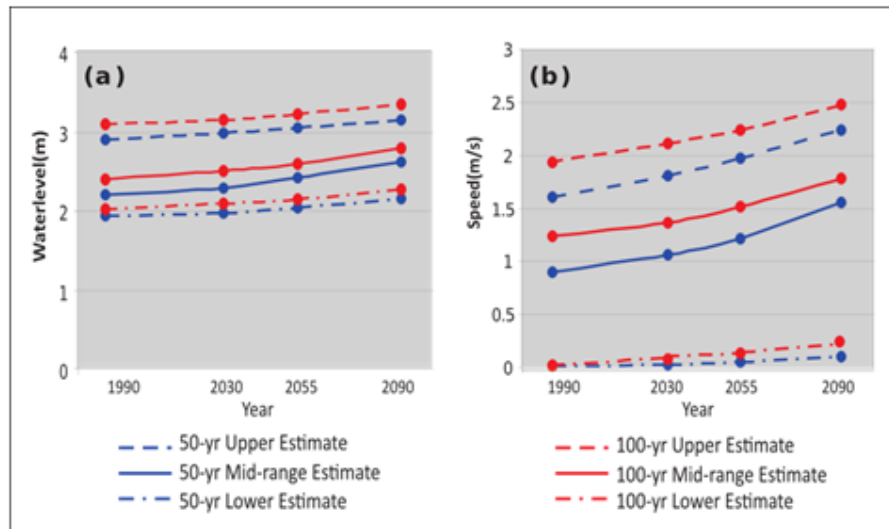 (a)
Waterlevel(m)
4
3
2
1
0
1990 2030 2055 2090
Year
(b)
Speed(m/s)
3
2.5
2
1.5
1
0.5
0
1990 2030 2055 2090
Year
50-yr Upper Estimate
50-yr Mid-range Estimate
50-yr Lower Estimate
100-yr Upper Estimate
100-yr Mid-range Estimate
100-yr Lower Estimate